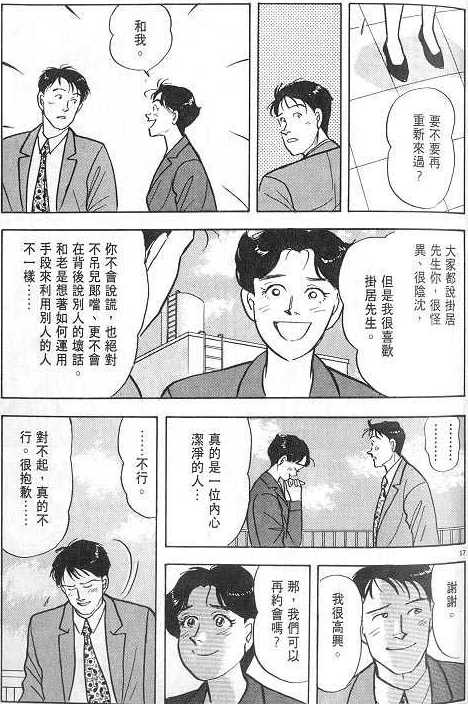 要不要再
重新來過？
和我。
大家都說掛居
先生你，很怪
異、很陰沈，
但是我很喜歡
掛居先生。
你不會說謊，也絕對
不吊兒郎噹、更不會
在背後說別人的壞話。
和老是想著如何運用
手段來利用別人的人
不一樣……
真的是一位內心
潔淨的人…
……不行。
……
對不起，真的不
行。很抱歉……
17
謝謝。
我很高興。
那，我們可以
再約會嗎？